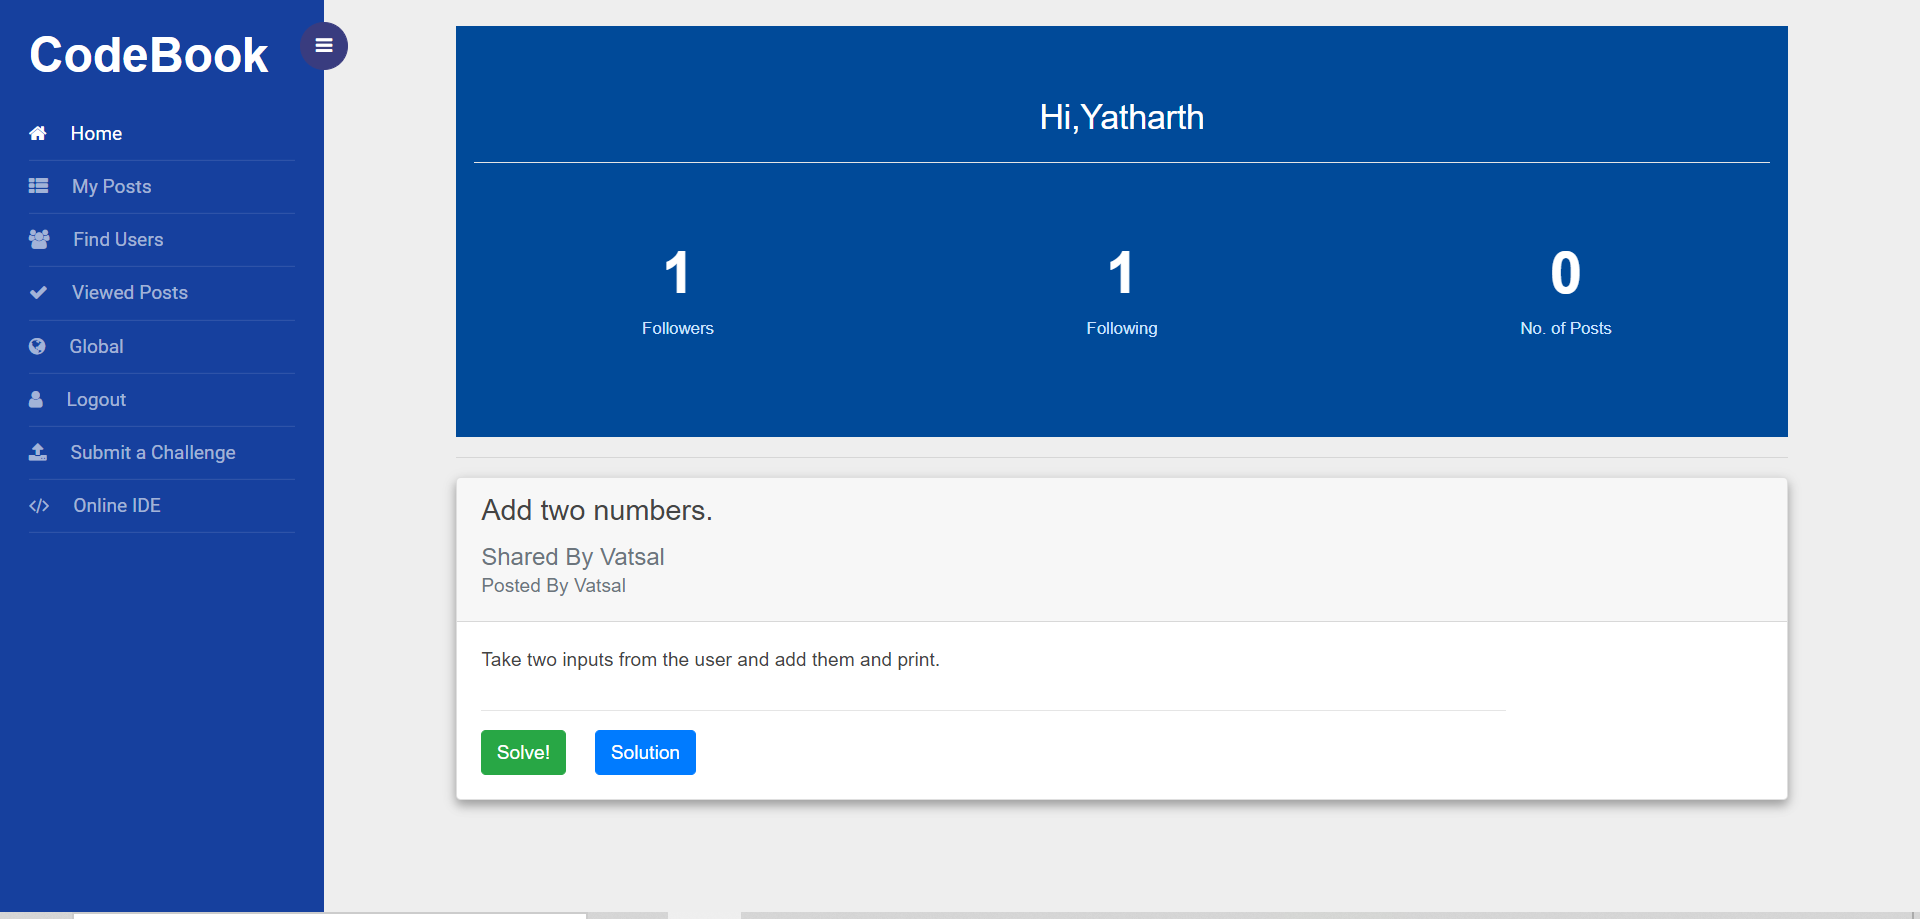 CodeBook
Home
My Posts
Find Users
Viewed Posts
Global
Logout
Submit a Challenge
Online IDE
Hi,Yatharth
1 1 0
Followers Following No. of Posts
Add two numbers.
Shared By Vatsal
Posted By Vatsal
Take two inputs from the user and add them and print.
Solve! Solution